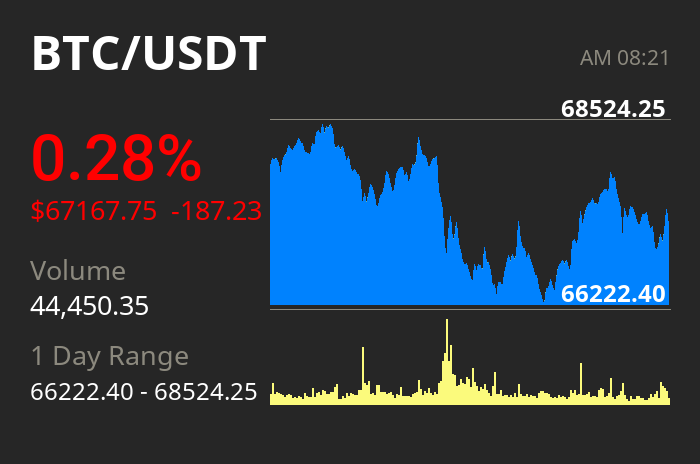 BTC/USDT
AM 08:21
68524.25
0.28%
$67167.75 -187.23
Volume
44,450.35
66222.40
1 Day Range
66222.40 - 68524.25